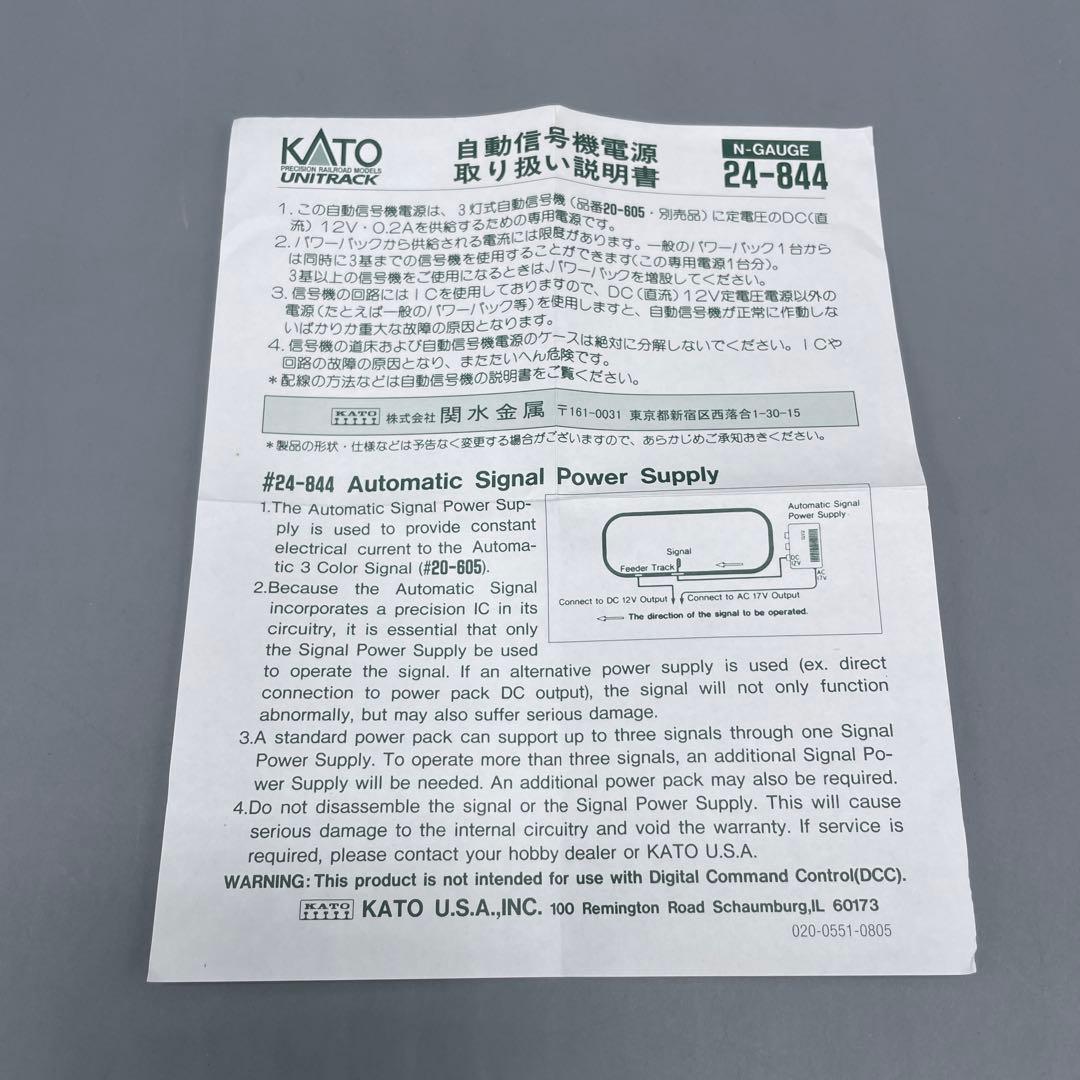 KATO
PRECISION RAILROAD MODELS
UNITRACK
自動信号機電源
取り扱い説明書
N-GAUGE
24-844
1. この自動信号機電源は、3灯式自動信号機(品番20-605・別売品)に定電圧のDC(直
流)12V・0.2Aを供給するための専用電源です。
2. パワーパックから供給される電流には限度があります。一般のパワーパック1台から
は同時に3基までの信号機を使用することができます(この専用電源1台分)。
3基以上の信号機をご使用になるときは、パワーパックを増設してください。
3. 信号機の回路にはICを使用しておりますので、DC(直流)12V定電圧電源以外の
電源(たとえば一般のパワーパック等)を使用しますと、自動信号機が正常に作動しな
いばかりか重大な故障の原因となります。
4. 信号機の道床および自動信号機電源のケースは絶対に分解しないでください。ICや
回路の故障の原因となり、またたいへん危険です。
*配線の方法などは自動信号機の説明書をご覧ください。
KATO 株式会社 関水金属 〒161-0031 東京都新宿区西落合1-30-15
*製品の形状・仕様などは予告なく変更する場合がございますので、あらかじめご承知おきください。
#24-844 Automatic Signal Power Supply
1.The Automatic Signal Power Sup-
ply is used to provide constant
electrical current to the Automa-
tic 3 Color Signal (#20-605).
2.Because the Automatic Signal
incorporates a precision IC in its
circuitry, it is essential that only
the Signal Power Supply be used
to operate the signal. If an alternative power supply is used (ex. direct
connection to power pack DC output), the signal will not only function
abnormally, but may also suffer serious damage.
Automatic Signal
Power Supply
Signal
Feeder Track
DC
12V
AC
17V
Connect to DC 12V Output
Connect to AC 17V Output
The direction of the signal to be operated.
3.A standard power pack can support up to three signals through one Signal
Power Supply. To operate more than three signals, an additional Signal Po-
wer Supply will be needed. An additional power pack may also be required.
4.Do not disassemble the signal or the Signal Power Supply. This will cause
serious damage to the internal circuitry and void the warranty. If service is
required, please contact your hobby dealer or KATO U.S.A.
WARNING: This product is not intended for use with Digital Command Control(DCC).
KATO KATO U.S.A.,INC. 100 Remington Road Schaumburg,IL 60173
020-0551-0805